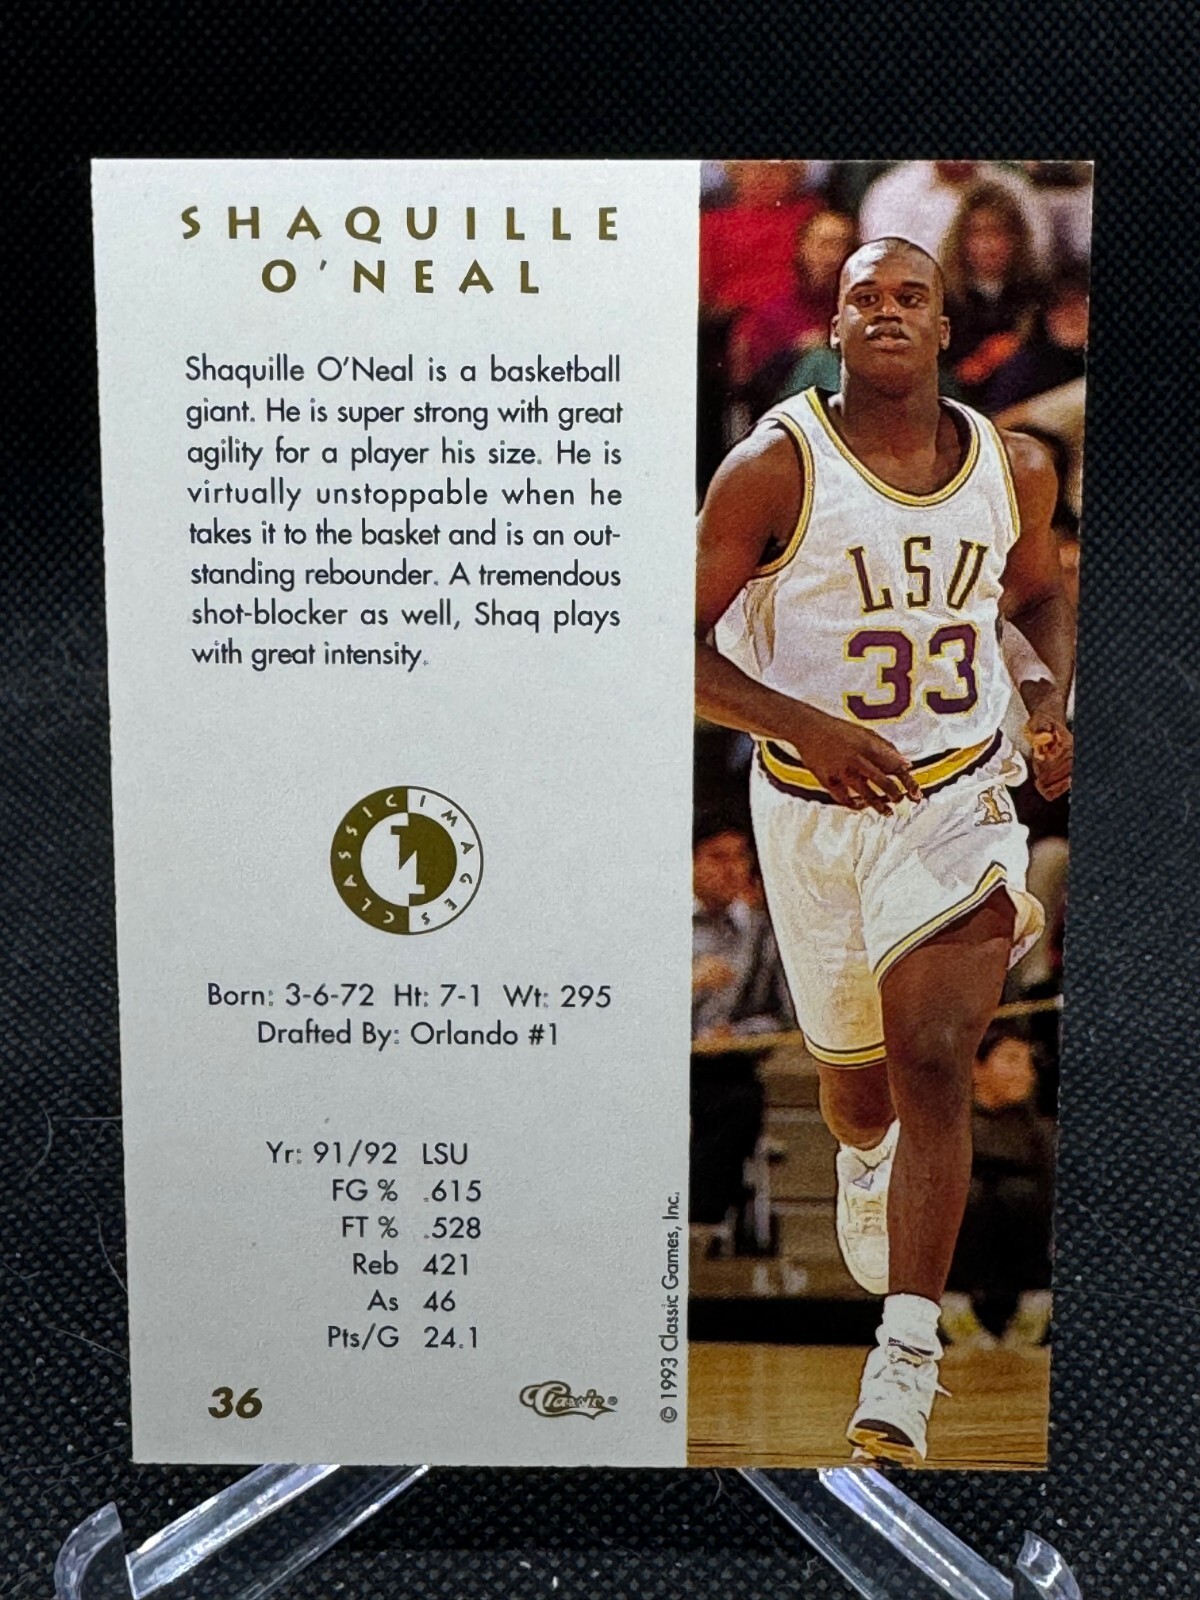 SHAQUILLE
O'NEAL
Shaquille O'Neal is a basketball
giant. He is super strong with great
agility for a player his size. He is
virtually unstoppable when he
takes it to the basket and is an out-
standing rebounder. A tremendous
shot-blocker as well, Shaq plays
with great intensity.
CLASSIC IMAGES
Born: 3-6-72 Ht: 7-1 Wt: 295
Drafted By: Orlando #1
Yr: 91/92 LSU
FG % .615
FT % .528
Reb 421
As 46
Pts/G 24.1
36
Classic®
© 1993 Classic Games, Inc.
LSU
33